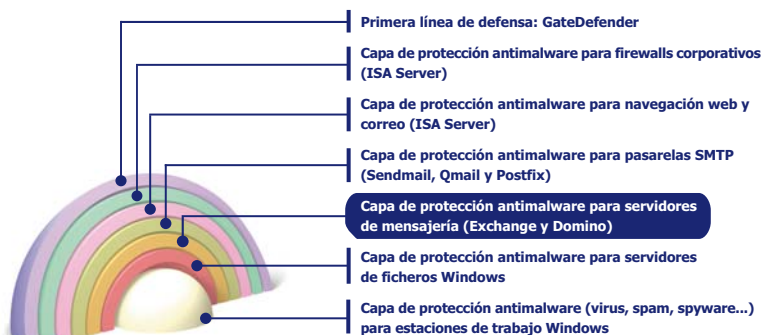 Primera línea de defensa: GateDefender
Capa de protección antimalware para firewalls corporativos
(ISA Server)
Capa de protección antimalware para navegación web y
correo (ISA Server)
Capa de protección antimalware para pasarelas SMTP
(Sendmail, Qmail y Postfix)
Capa de protección antimalware para servidores
de mensajería (Exchange y Domino)
Capa de protección antimalware para servidores
de ficheros Windows
Capa de protección antimalware (virus, spam, spyware...)
para estaciones de trabajo Windows